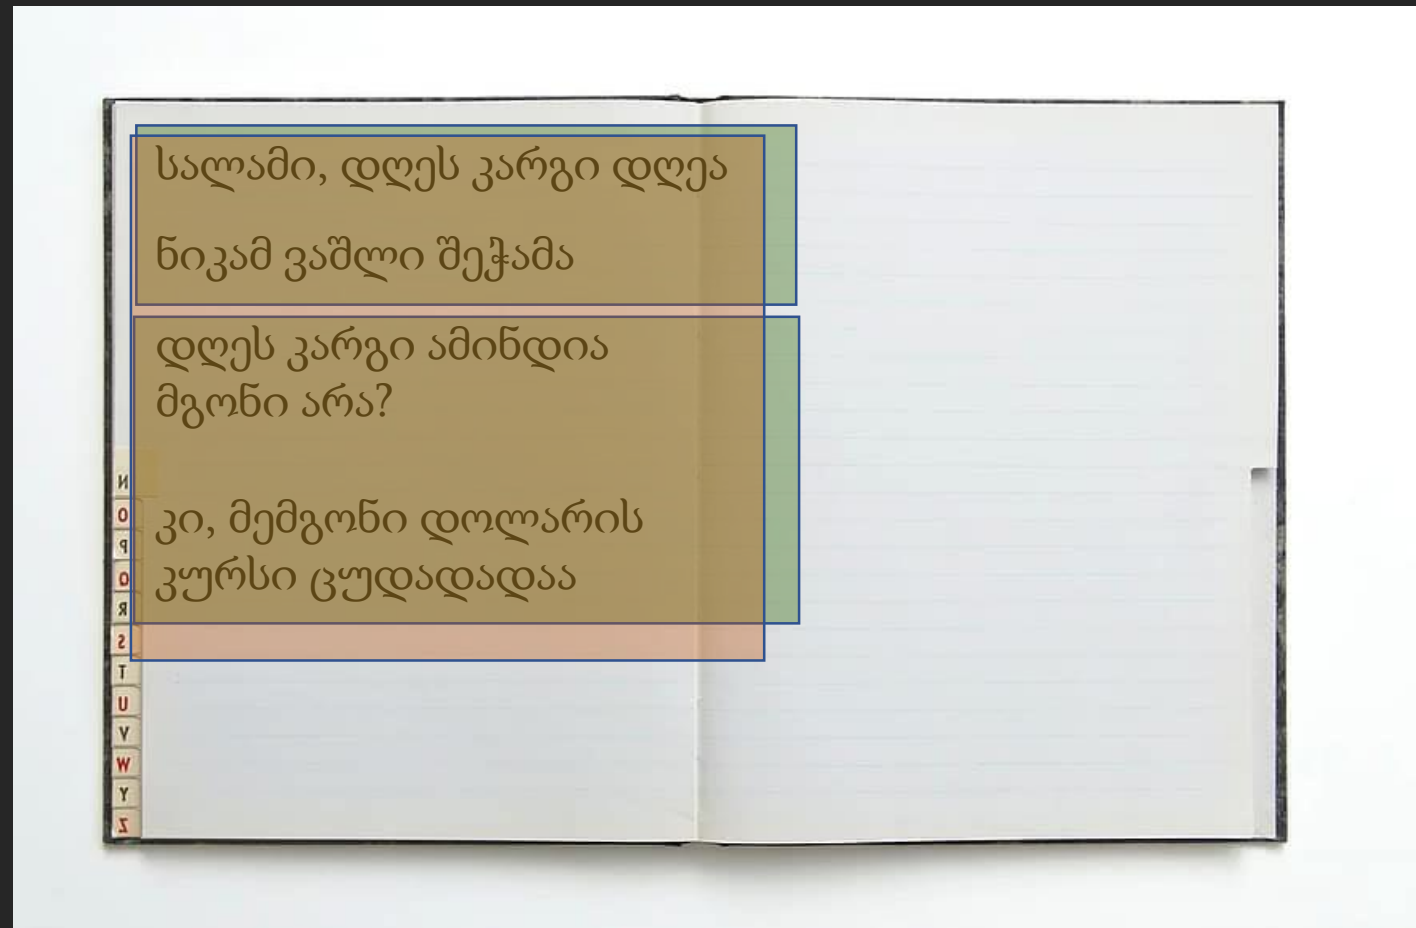 სალამი, დღეს კარგი დღეა
ნიკამ ვაშლი შეჭამა
დღეს კარგი ამინდია
მგონი არა?
კი, მემგონი დოლარის
კურსი ცუდადადაა
N
O
P
Q
R
S
T
U
V
W
Y
Z